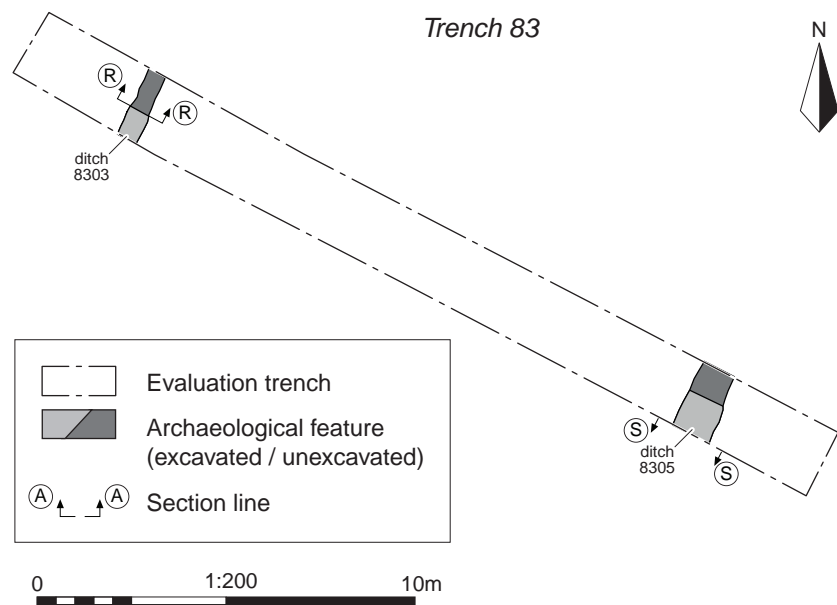 Trench 83
N
R
R
ditch
8303
S
ditch
8305
S
Evaluation trench
Archaeological feature
(excavated / unexcavated)
A A Section line
0 1:200 10m